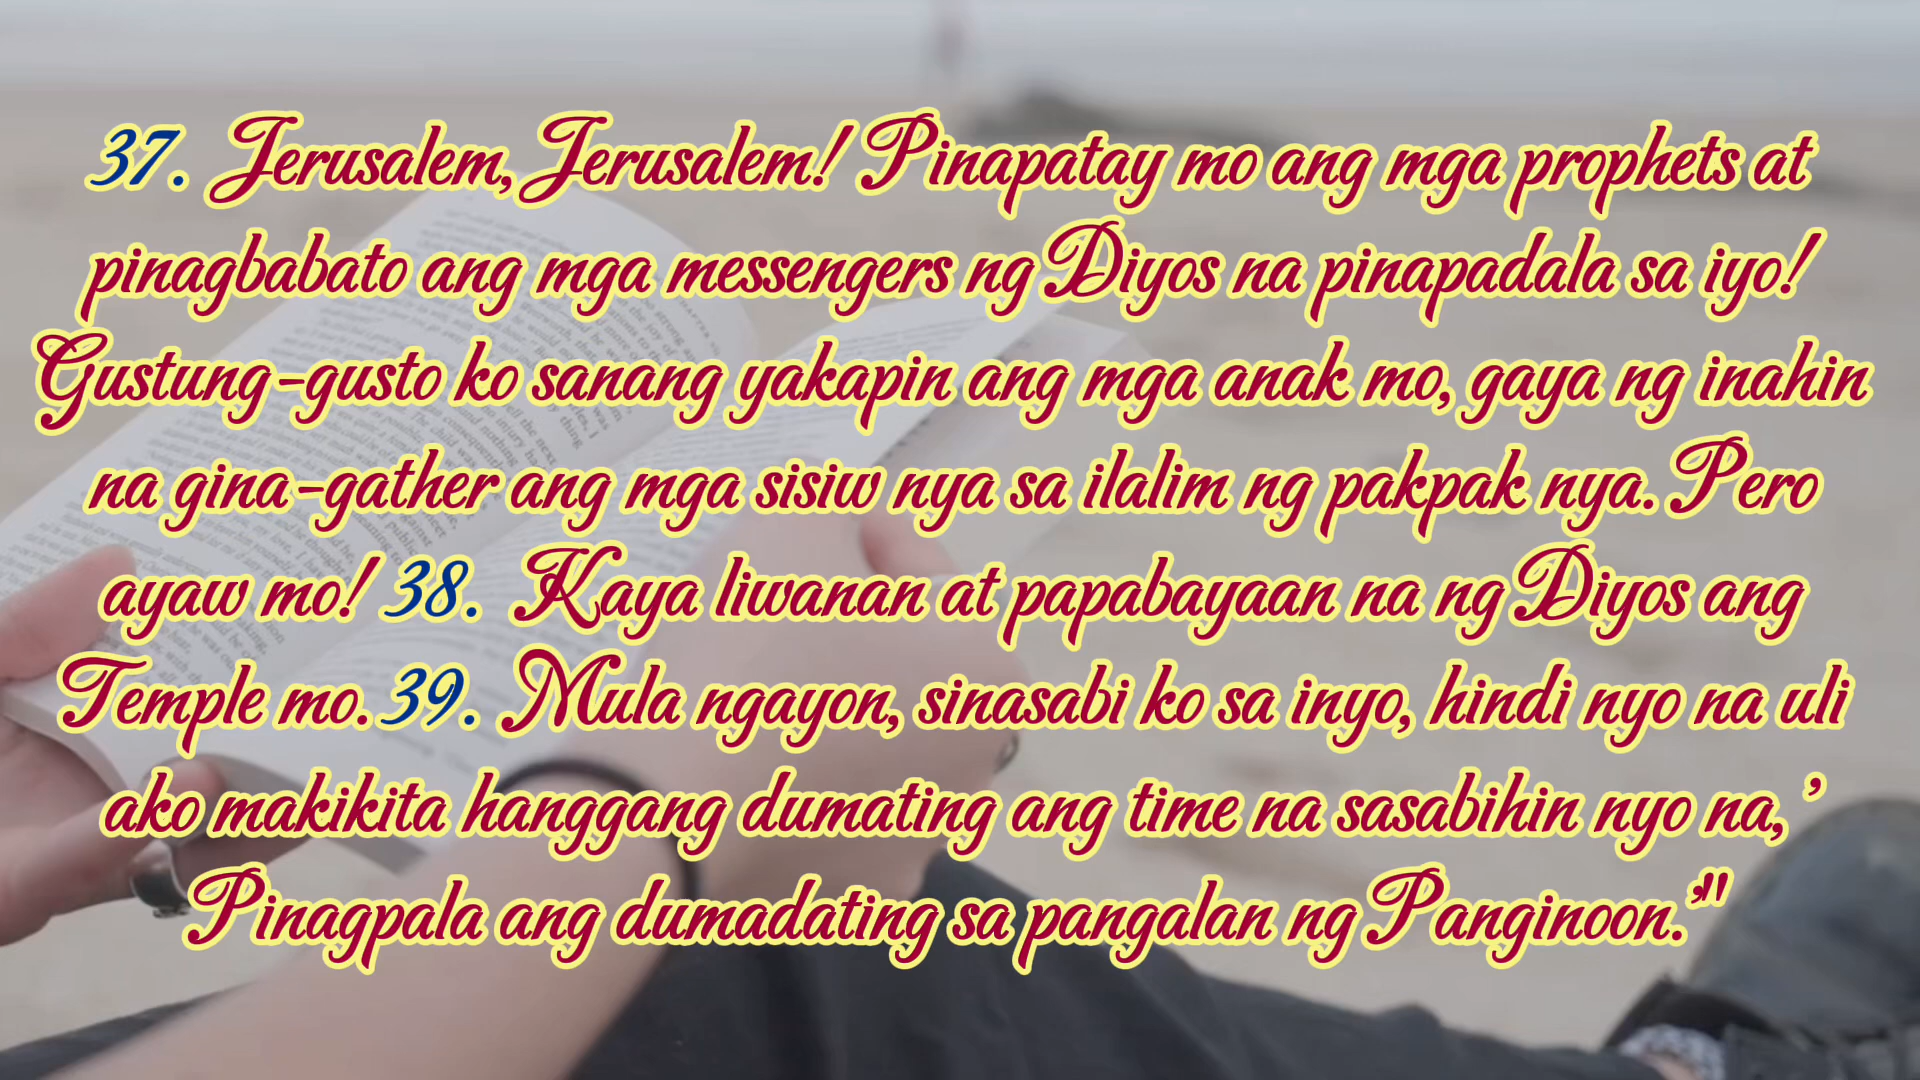 37. Jerusalem, Jerusalem! Pinapatay mo ang mga prophets at
pinagbabato ang mga messengers ng Diyos na pinapadala sa iyo!
Gustung-gusto ko sanang yakapin ang mga anak mo, gaya ng inahin
na gina-gather ang mga sisiw nya sa ilalim ng pakpak nya. Pero
ayaw mo! 38. Kaya liwanan at papabayaan na ng Diyos ang
Temple mo. 39. Mula ngayon, sinasabi ko sa inyo, hindi nyo na uli
ako makikita hanggang dumating ang time na sasabihin nyo na,’
Pinagpala ang dumadating sa pangalan ng Panginoon.’"